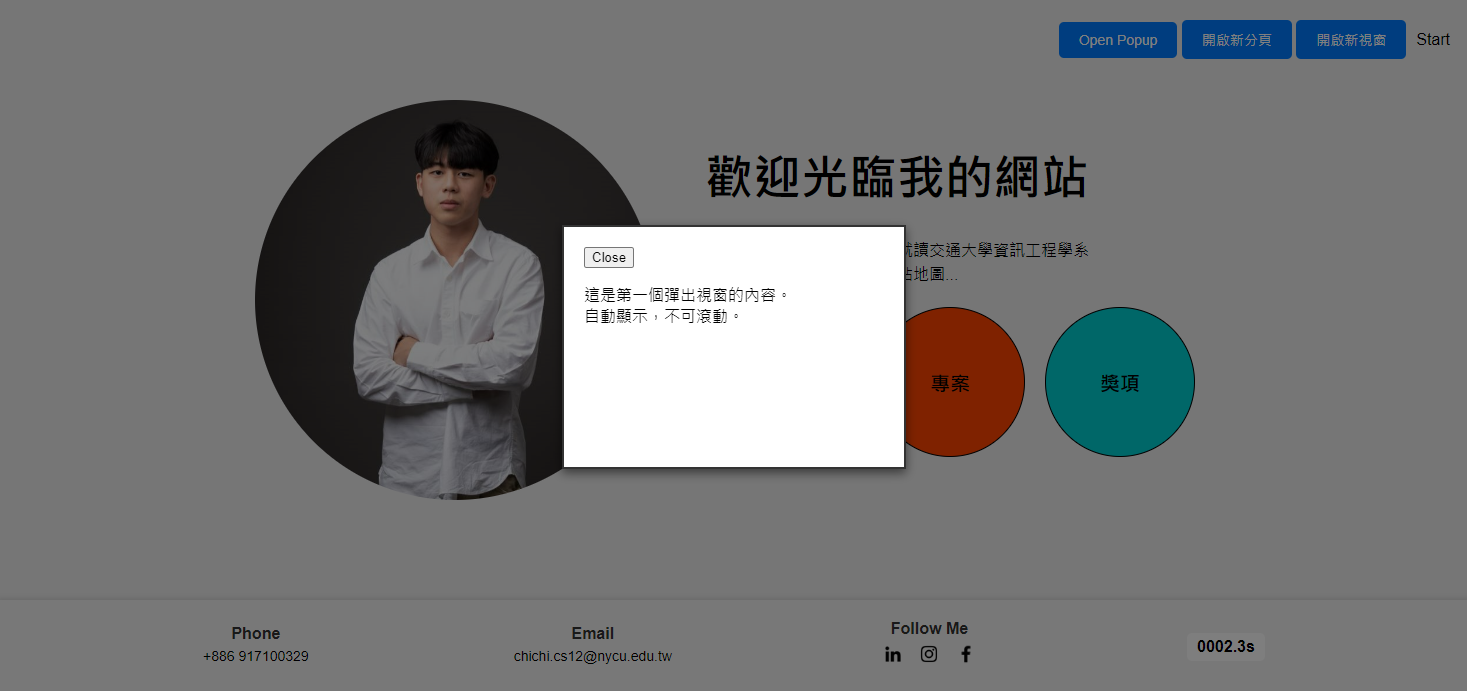 Open Popup 開啟新分頁 開啟新視窗 Start
歡迎光臨我的網站
就讀交通大學資訊工程學系
站地圖...
Close
這是第一個彈出視窗的內容。
自動顯示，不可滾動。
專案 獎項
Phone
+886 917100329
Email
chichi.cs12@nycu.edu.tw
Follow Me
0002.3s